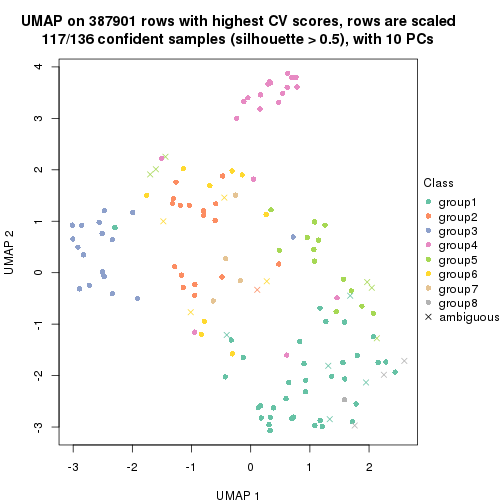 UMAP on 387901 rows with highest CV scores, rows are scaled
117/136 confident samples (silhouette > 0.5), with 10 PCs
4
3
2
1
0
-1
-2
-3
UMAP 2
-3
-2
-1
0
1
2
UMAP 1
Class
group1
group2
group3
group4
group5
group6
group7
group8
ambiguous